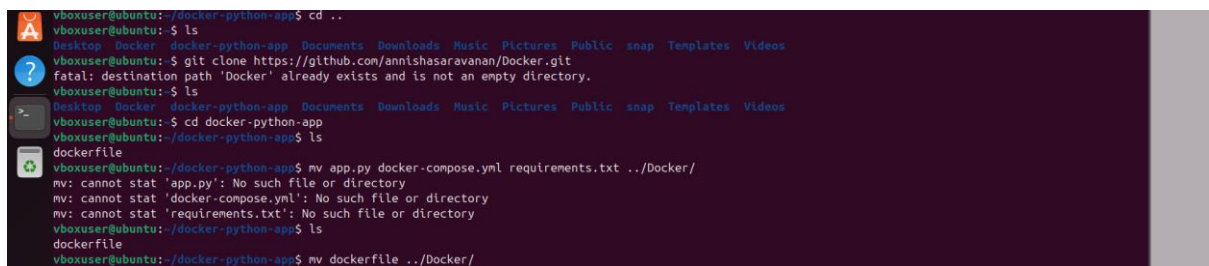 vboxuser@ubuntu:~/docker-python-app$ cd ..
vboxuser@ubuntu:~$ ls
Desktop Docker docker-python-app Documents Downloads Music Pictures Public snap Templates Videos
vboxuser@ubuntu:~$ git clone https://github.com/annishasaravanan/Docker.git
fatal: destination path 'Docker' already exists and is not an empty directory.
vboxuser@ubuntu:~$ ls
Desktop Docker docker-python-app Documents Downloads Music Pictures Public snap Templates Videos
vboxuser@ubuntu:~$ cd docker-python-app
vboxuser@ubuntu:~/docker-python-app$ ls
dockerfile
vboxuser@ubuntu:~/docker-python-app$ mv app.py docker-compose.yml requirements.txt ../Docker/
mv: cannot stat 'app.py': No such file or directory
mv: cannot stat 'docker-compose.yml': No such file or directory
mv: cannot stat 'requirements.txt': No such file or directory
vboxuser@ubuntu:~/docker-python-app$ ls
dockerfile
vboxuser@ubuntu:~/docker-python-app$ mv dockerfile ../Docker/